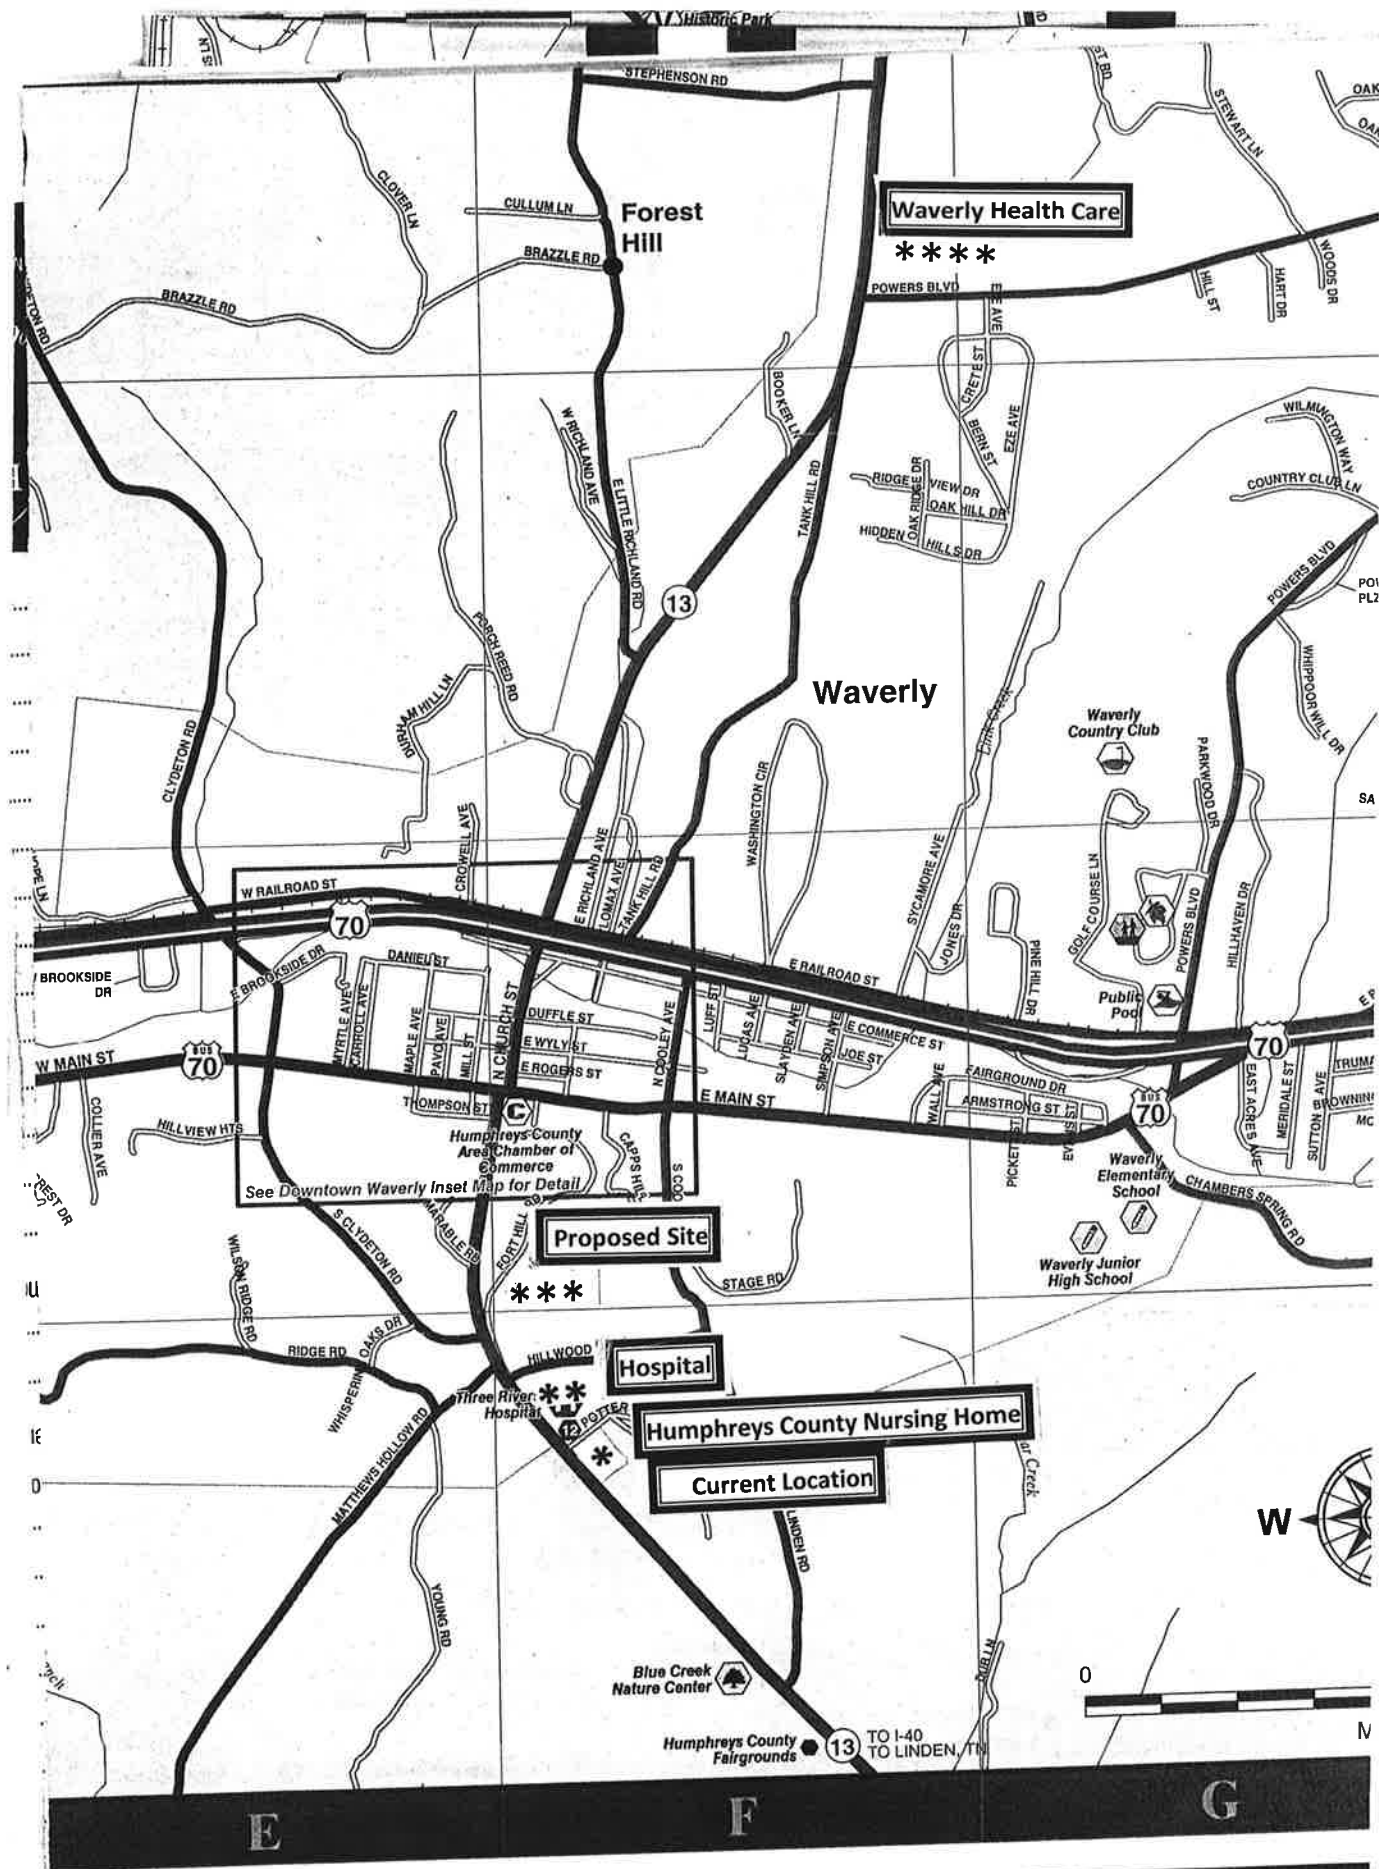 Historic Park
STEPHENSON RD
STEWART LN
CLOVER LN
CULLUM LN
Forest
Hill
BRAZZLE RD
BRAZZLE RD
Waverly Health Care
****
POWERS BLVD
HILL ST
HART DR
WOODS DR
CRETE ST
BERN ST
EZE AVE
BOOKER LN
WILMINGTON WAY
COUNTRY CLUB LN
W RICHLAND AVE
E LITTLE RICHLAND RD
TANK HILL RD
RIDGE VIEW DR
OAK RIDGE DR
OAK HILL DR
HIDDEN HILLS DR
13
POWERS BLVD
WHIPPOOR WILL DR
PORCH REED RD
DURHAM HILL LN
Waverly
Waverly
Country Club
CLYDETON RD
WASHINGTON CIR
PARKWOOD DR
SA
CROWELL AVE
E RICHLAND AVE
LOMAX AVE
TANK HILL RD
SYCAMORE AVE
JONES DR
GOLF COURSE LN
POWERS BLVD
HILLHAVEN DR
W RAILROAD ST
70
BROOKSIDE
DR
E BROOKSIDE DR
DANIEL ST
E RAILROAD ST
PINE HILL DR
Public
Pool
MYRTLE AVE
CARROLL AVE
MAPLE AVE
PAVO AVE
MILL ST
N CHURCH ST
DUFFLE ST
E WYLY ST
E ROGERS ST
N COOLEY AVE
LUFF ST
LUCAS AVE
SLAYDEN AVE
SIMPSON AVE
E COMMERCE ST
JOE ST
70
W MAIN ST
BUS
70
E MAIN ST
WALL AVE
FAIRGROUND DR
ARMSTRONG ST
PICKETT ST
EVANS ST
BUS
70
EAST ACRES AVE
MERIDALE ST
SUTTON AVE
BROWNING
COLLIER AVE
HILLVIEW HTS
THOMPSON ST
C
Humphreys County
Area Chamber of
Commerce
CAPPS HILL
See Downtown Waverly Inset Map for Detail
Waverly
Elementary
School
CHAMBERS SPRING RD
Waverly Junior
High School
S CLYDETON RD
MARABLE RD
FORT HILL RD
Proposed Site
***
STAGE RD
WILSON RIDGE RD
RIDGE RD
WHISPERING OAKS DR
HILLWOOD
Hospital
Three River
Hospital
**
POTTER
Humphreys County Nursing Home
*
Current Location
MATTHEWS HOLLOW RD
W
LINDEN RD
YOUNG RD
Blue Creek
Nature Center
0
Humphreys County
Fairgrounds
13
TO I-40
TO LINDEN, TN
E
F
G